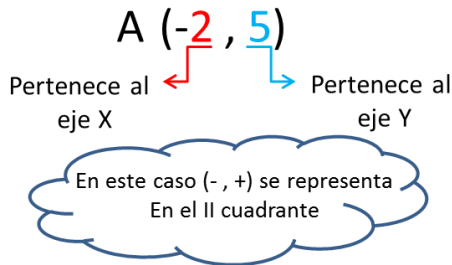 A (-2 , 5)
Pertenece al
eje X
Pertenece al
eje Y
En este caso (- , +) se representa
En el II cuadrante